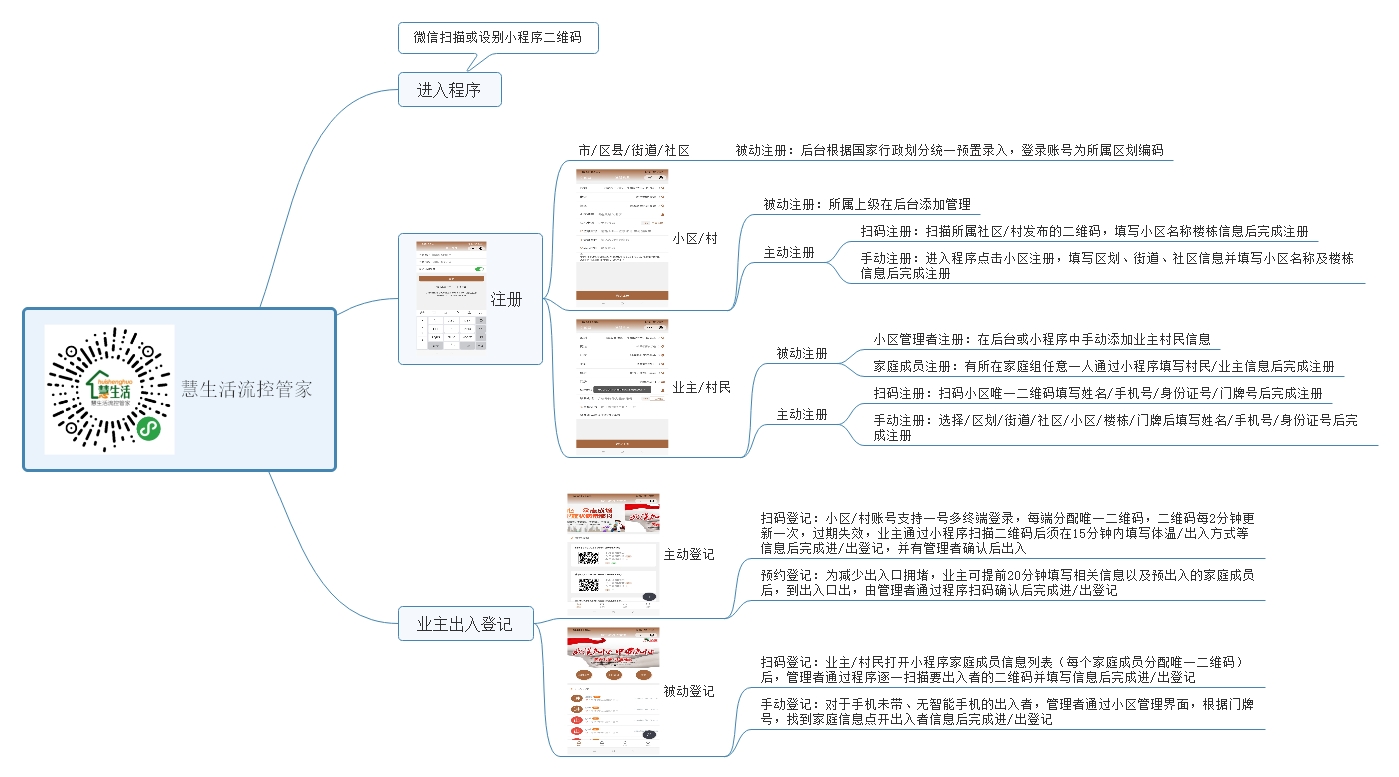 微信扫描或设别小程序二维码
进入程序
市/区县/街道/社区
被动注册：后台根据国家行政划分统一预置录入，登录账号为所属区划编码
小区/村
被动注册：所属上级在后台添加管理
主动注册
扫码注册：扫描所属社区/村发布的二维码，填写小区名称楼栋信息后完成注册
手动注册：进入程序点击小区注册，填写区划、街道、社区信息并填写小区名称及楼栋
信息后完成注册
注册
业主/村民
被动注册
小区管理者注册：在后台或小程序中手动添加业主村民信息
家庭成员注册：有所在家庭组任意一人通过小程序填写村民/业主信息后完成注册
主动注册
扫码注册：扫码小区唯一二维码填写姓名/手机号/身份证号/门牌号后完成注册
手动注册：选择/区划/街道/社区/小区/楼栋/门牌后填写姓名/手机号/身份证号后完
成注册
huishenghuo
慧生活
慧生活流控管家
慧生活流控管家
主动登记
扫码登记：小区/村账号支持一号多终端登录，每端分配唯一二维码，二维码每2分钟更
新一次，过期失效，业主通过小程序扫描二维码后须在15分钟内填写体温/出入方式等
信息后完成进/出登记，并有管理者确认后出入
预约登记：为减少出入口拥堵，业主可提前20分钟填写相关信息以及预出入的家庭成员
后，到出入口出，由管理者通过程序扫码确认后完成进/出登记
业主出入登记
被动登记
扫码登记：业主/村民打开小程序家庭成员信息列表（每个家庭成员分配唯一二维码）
后，管理者通过程序逐一扫描要出入者的二维码并填写信息后完成进/出登记
手动登记：对于手机未带、无智能手机的出入者，管理者通过小区管理界面，根据门牌
号，找到家庭信息点开出入者信息后完成进/出登记